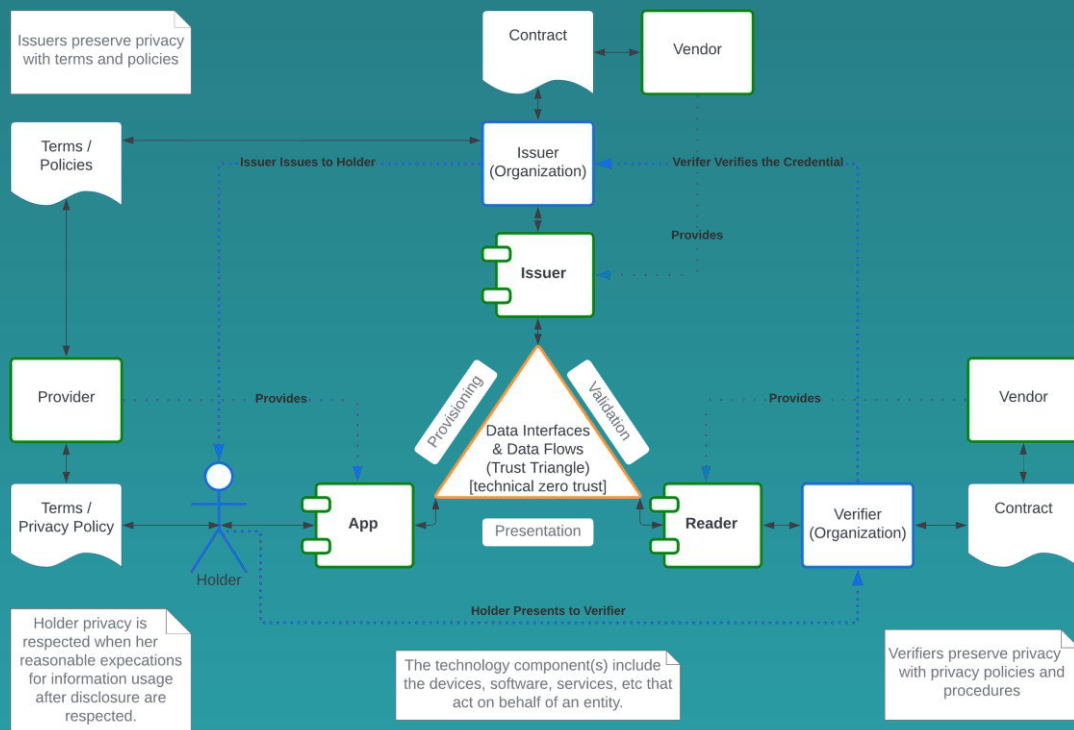 Issuers preserve privacy
with terms and policies
Contract
Vendor
Terms /
Policies
Issuer Issues to Holder
Issuer
(Organization)
Verifer Verifies the Credential
Provides
Issuer
Provisioning
Validation
Data Interfaces
& Data Flows
(Trust Triangle)
[technical zero trust]
Provider
Provides
Provides
Vendor
Terms /
Privacy Policy
Holder
App
Presentation
Reader
Verifier
(Organization)
Contract
Holder Presents to Verifier
Holder privacy is
respected when her
reasonable expecations
for information usage
after disclosure are
respected.
The technology component(s) include
the devices, software, services, etc that
act on behalf of an entity.
Verifiers preserve privacy
with privacy policies and
procedures